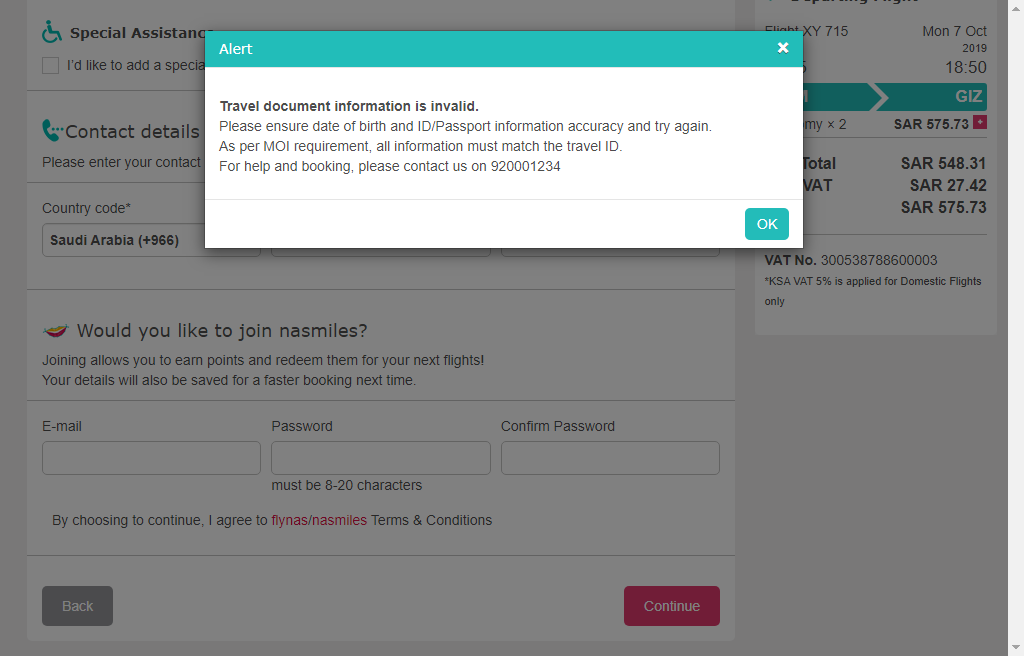 Special Assistance
I'd like to add a specia
Contact details
Please enter your contact
Country code*
Saudi Arabia (+966)
Alert
Travel document information is invalid.
Please ensure date of birth and ID/Passport information accuracy and try again.
As per MOI requirement, all information must match the travel ID.
For help and booking, please contact us on 920001234
OK
Would you like to join nasmiles?
Joining allows you to earn points and redeem them for your next flights!
Your details will also be saved for a faster booking next time.
E-mail
Password
Confirm Password
must be 8-20 characters
By choosing to continue, I agree to flynas/nasmiles Terms & Conditions
Back
Continue
Departing Flight
Flight XY 715
Mon 7 Oct
2019
18:50
GIZ
my × 2
SAR 575.73
Total
SAR 548.31
VAT
SAR 27.42
SAR 575.73
VAT No. 300538788600003
*KSA VAT 5% is applied for Domestic Flights
only